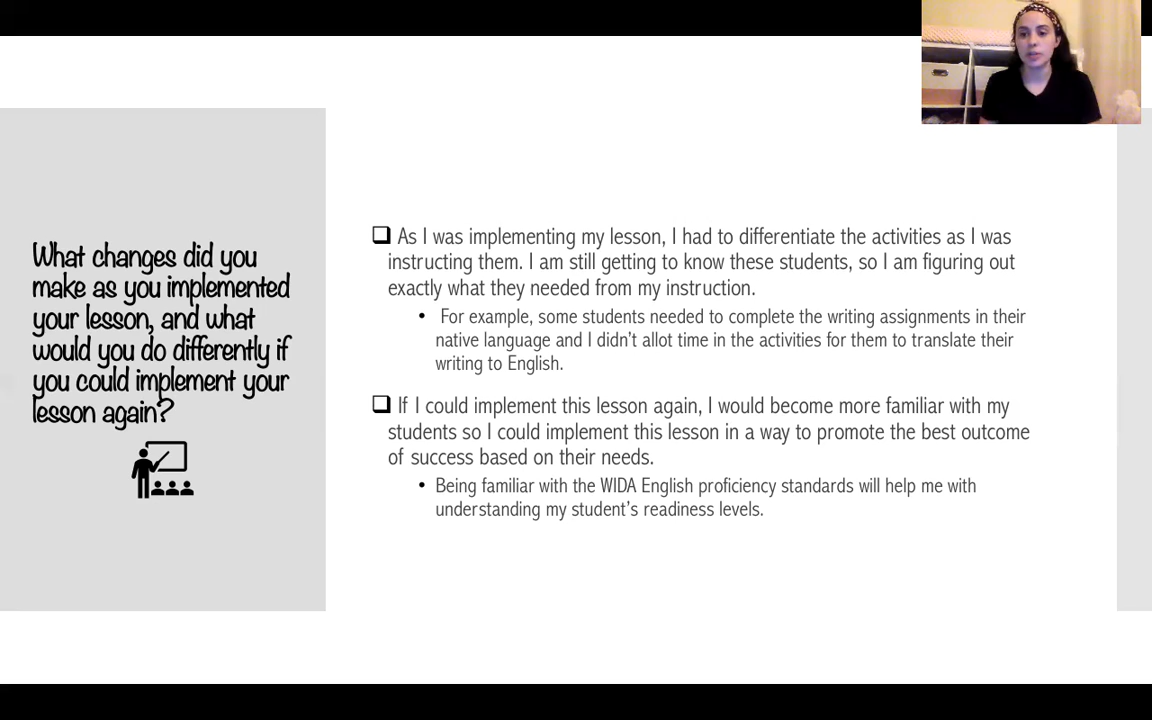 What changes did you
make as you implemented
your lesson, and what
would you do differently if
you could implement your
lesson again?
As I was implementing my lesson, I had to differentiate the activities as I was
instructing them. I am still getting to know these students, so I am figuring out
exactly what they needed from my instruction.
• For example, some students needed to complete the writing assignments in their
native language and I didn't allot time in the activities for them to translate their
writing to English.
If I could implement this lesson again, I would become more familiar with my
students so I could implement this lesson in a way to promote the best outcome
of success based on their needs.
• Being familiar with the WIDA English proficiency standards will help me with
understanding my student's readiness levels.